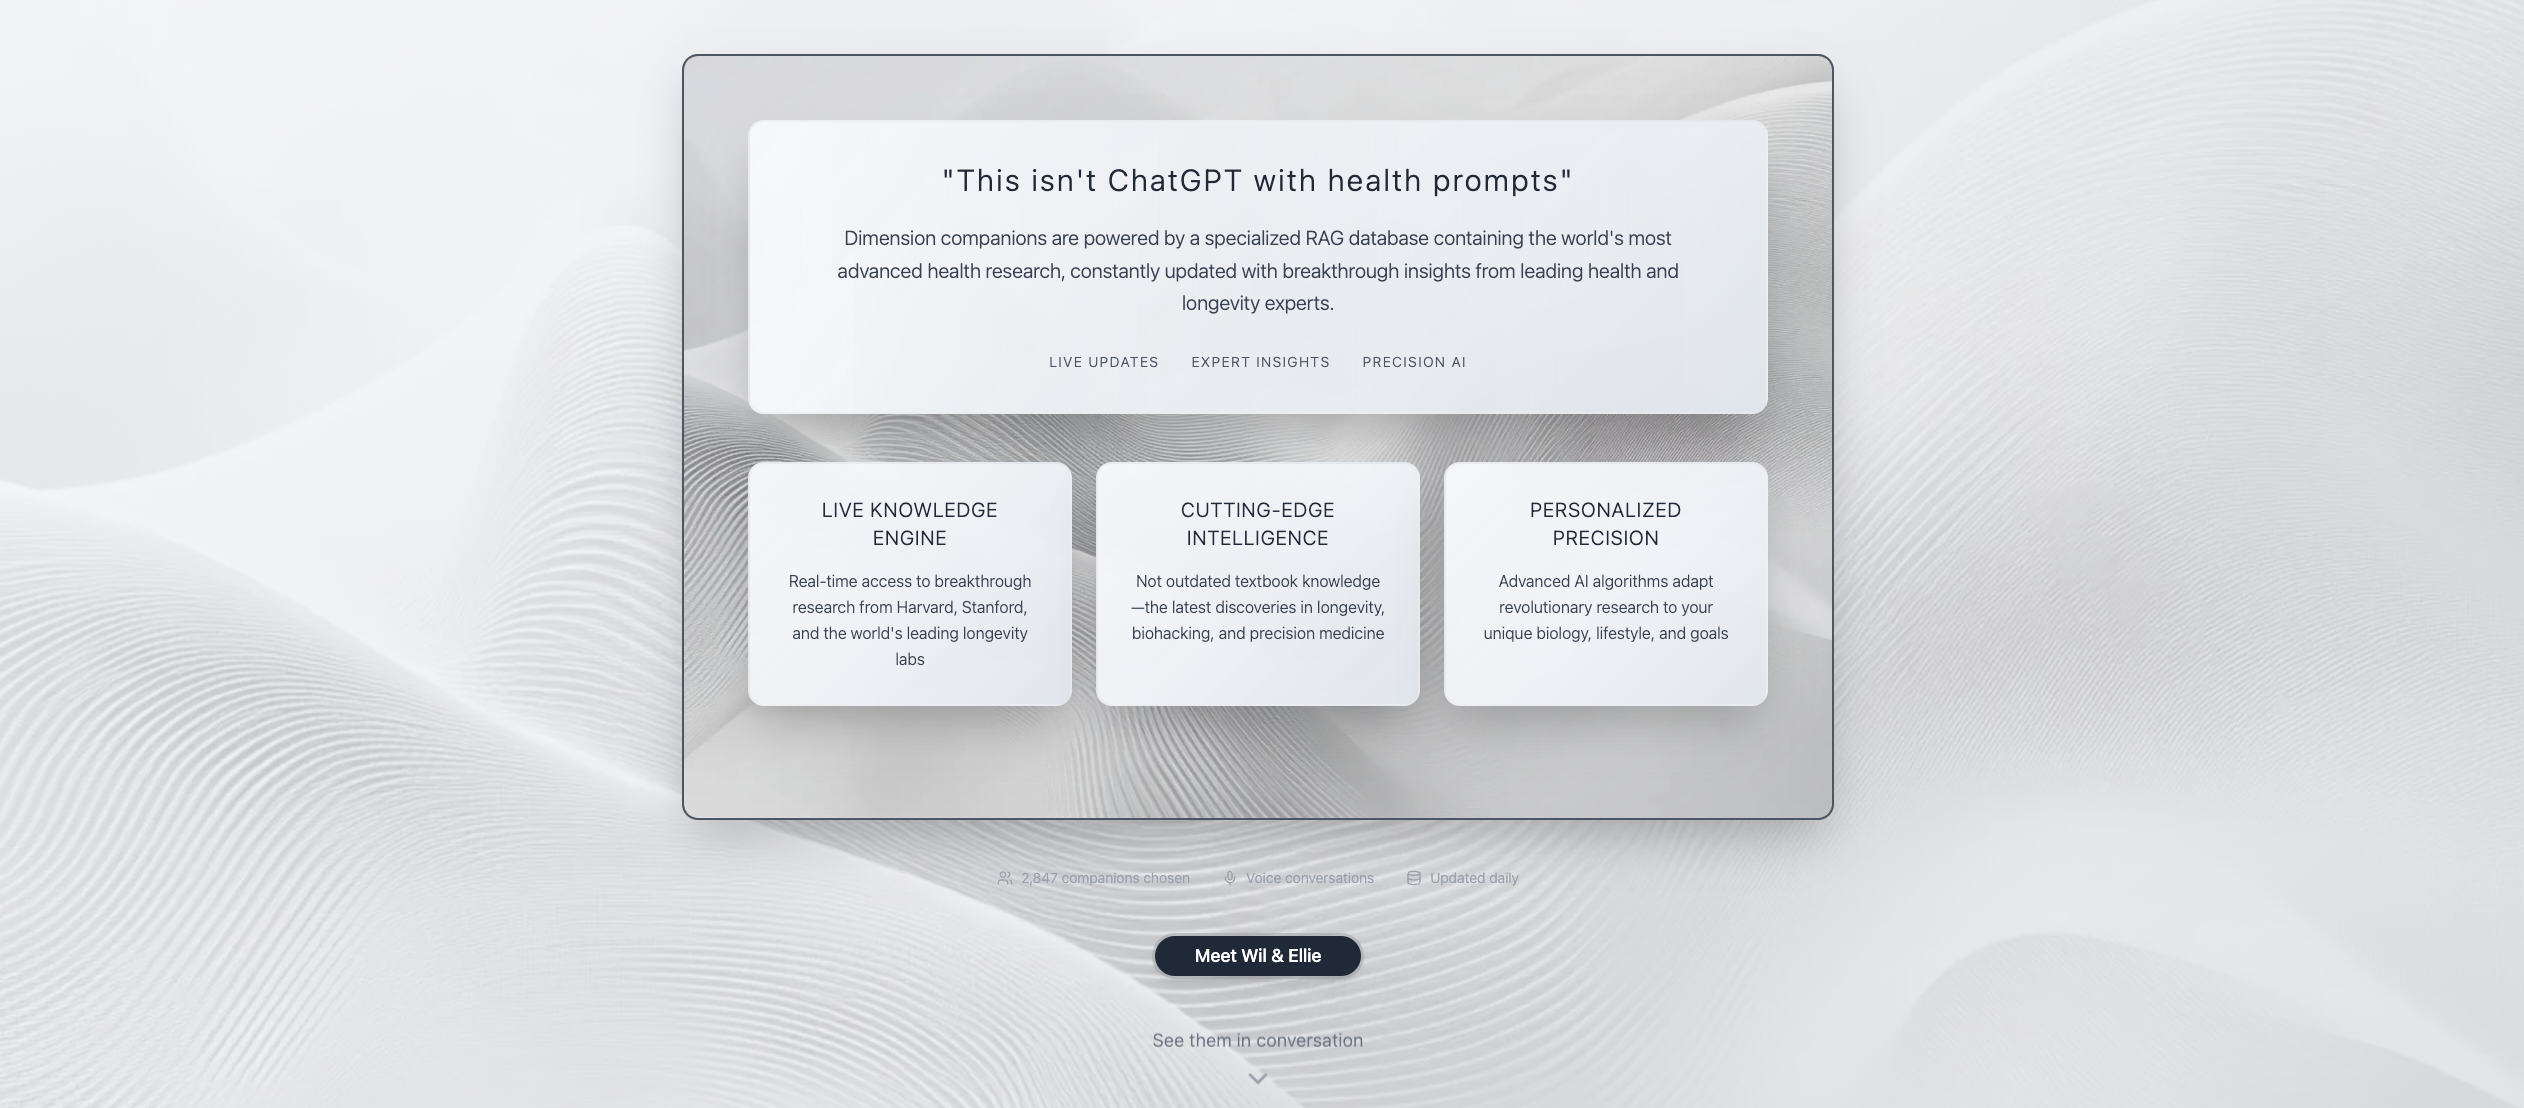 "This isn't ChatGPT with health prompts"
Dimension companions are powered by a specialized RAG database containing the world's most
advanced health research, constantly updated with breakthrough insights from leading health and
longevity experts.
LIVE UPDATES EXPERT INSIGHTS PRECISION AI
LIVE KNOWLEDGE
ENGINE
Real-time access to breakthrough
research from Harvard, Stanford,
and the world's leading longevity
labs
CUTTING-EDGE
INTELLIGENCE
Not outdated textbook knowledge
—the latest discoveries in longevity,
biohacking, and precision medicine
PERSONALIZED
PRECISION
Advanced AI algorithms adapt
revolutionary research to your
unique biology, lifestyle, and goals
2,847 companions chosen Voice conversations Updated daily
Meet Wil & Ellie
See them in conversation